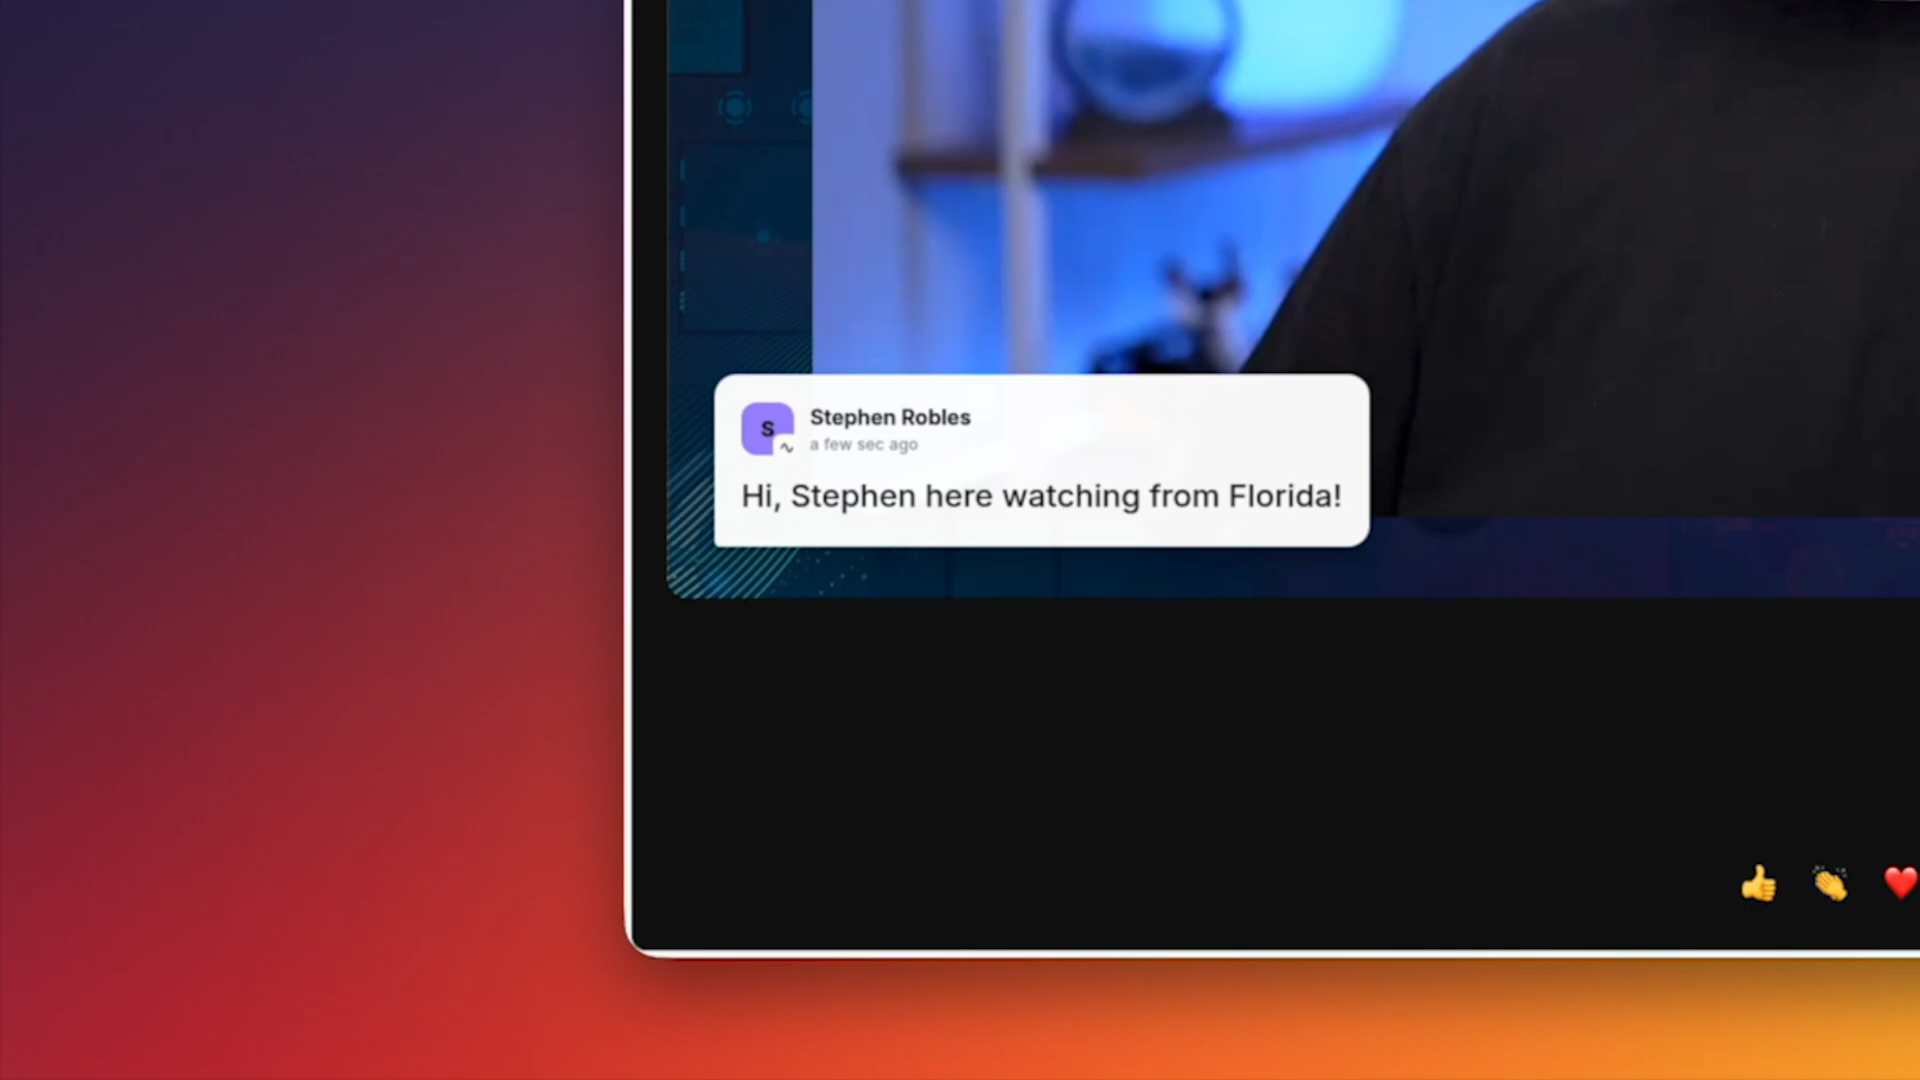 S
Stephen Robles
a few sec ago
Hi, Stephen here watching from Florida!